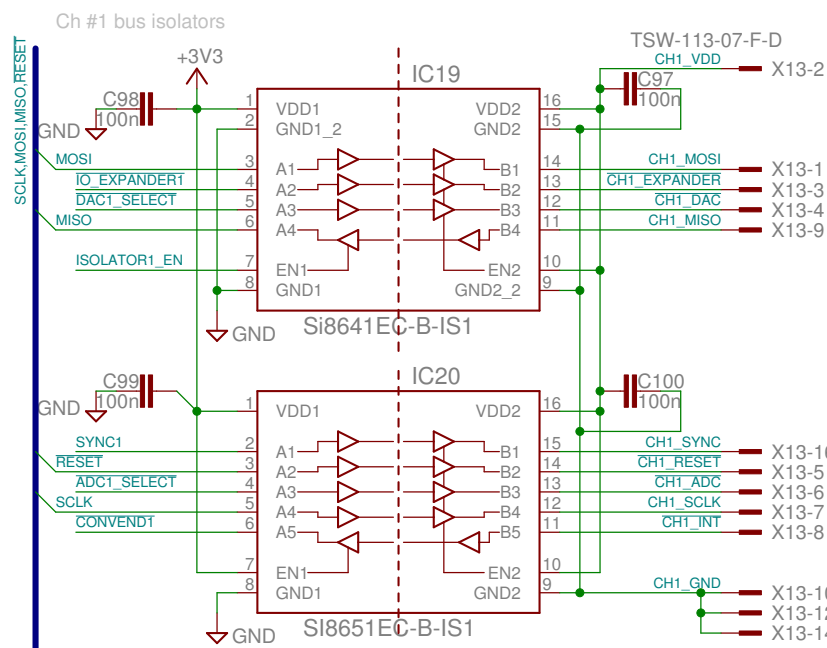 Ch #1 bus isolators
SCLK,MOSI,MISO,RESET
+3V3
TSW-113-07-F-D
CH1_VDD
X13-2
IC19
C98
100n
GND
C97
100n
1 VDD1 VDD2 16
2 GND1_2 GND2 15
MOSI 3 A1 B1 14 CH1_MOSI X13-1
IO_EXPANDER1 4 A2 B2 13 CH1_EXPANDER X13-3
DAC1_SELECT 5 A3 B3 12 CH1_DAC X13-4
MISO 6 A4 B4 11 CH1_MISO X13-9
ISOLATOR1_EN 7 EN1 EN2 10
8 GND1 GND2_2 9
GND
Si8641EC-B-IS1
IC20
C99
100n
GND
C100
100n
1 VDD1 VDD2 16
SYNC1 2 A1 B1 15 CH1_SYNC
RESET 3 A2 B2 14 CH1_RESET X13-5
ADC1_SELECT 4 A3 B3 13 CH1_ADC X13-6
SCLK 5 A4 B4 12 CH1_SCLK X13-7
CONVEND1 6 A5 B5 11 CH1_INT X13-8
7 EN1 EN2 10
8 GND1 GND2 9 CH1_GND
GND
SI8651EC-B-IS1